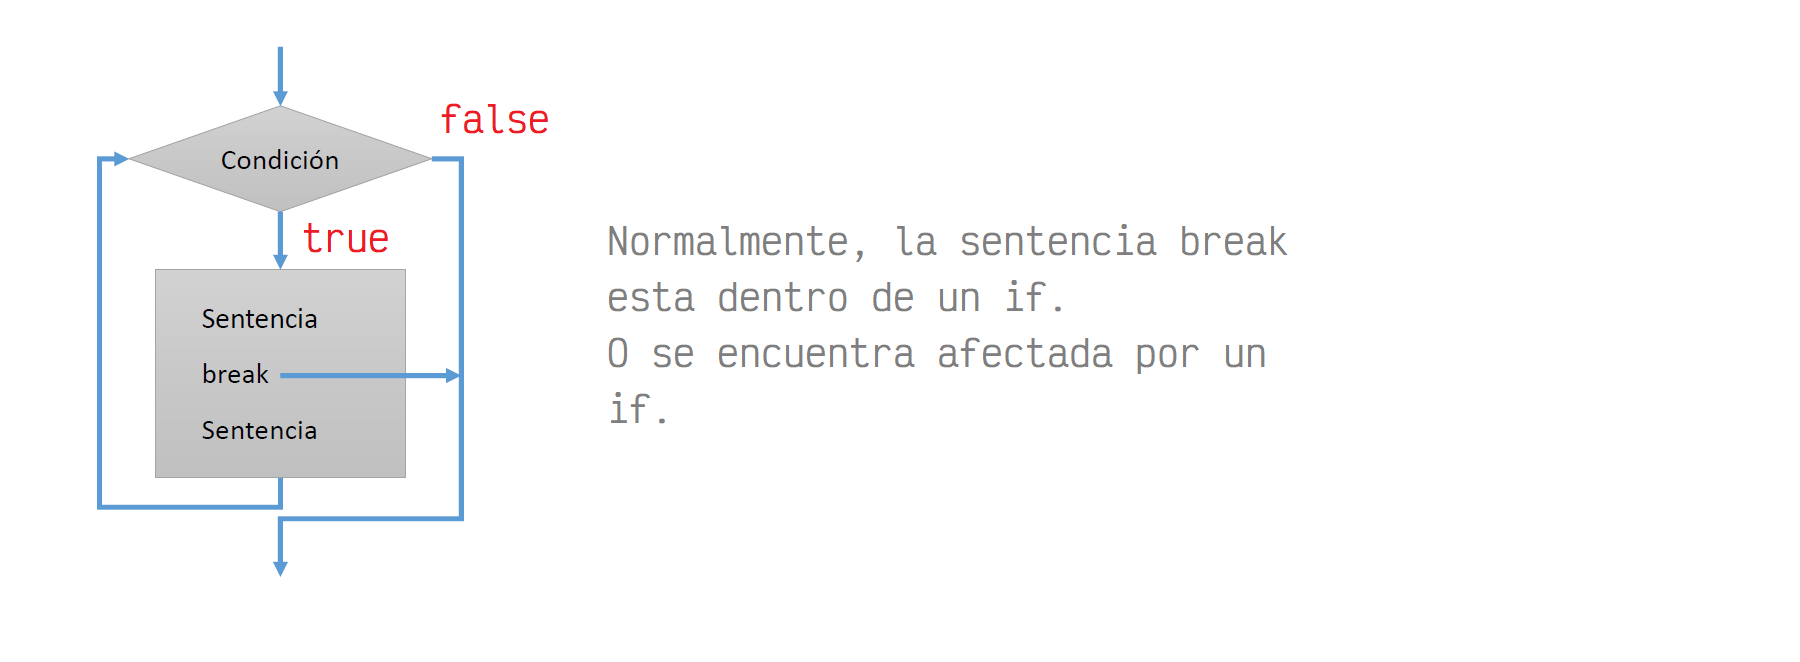 false
Condición
true
Sentencia
break
Sentencia
Normalmente, la sentencia break
esta dentro de un if.
O se encuentra afectada por un
if.